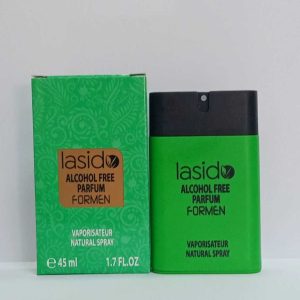 lasido
ALCOHOL FREE
PARFUM
FORMEN
VAPORISATEUR
NATURAL SPRAY
℮ 45 ml 1.7 FL.OZ
lasido
ALCOHOL FREE
PARFUM
FORMEN
VAPORISATEUR
NATURAL SPRAY